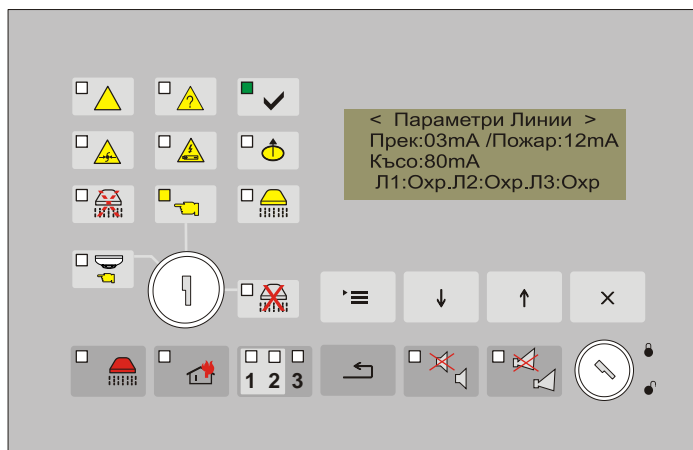 < Параметри Линии >
Прек:03mA /Пожар:12mA
Късо:80mA
Л1:Охр.Л2:Охр.Л3:Охр
?
1 2 3